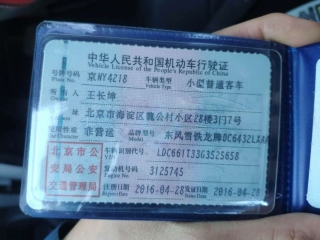 中华人民共和国机动车行驶证
Vehicle License of the People's Republic of China
号牌号码 京NY4218 车辆类型 小型普通客车
Plate No. Vehicle Type
所有人 王长坤
住址 北京市海淀区魏公村小区28楼3门7号
使用性质 非营运 品牌型号 东风雪铁龙牌DC6432LXA
北京市公安局公安交通管理局
车辆识别代号 LDC661T33G3525658
发动机号码 3125745
Engine No.
注册日期 2016-04-28 发证日期 2016-04-28